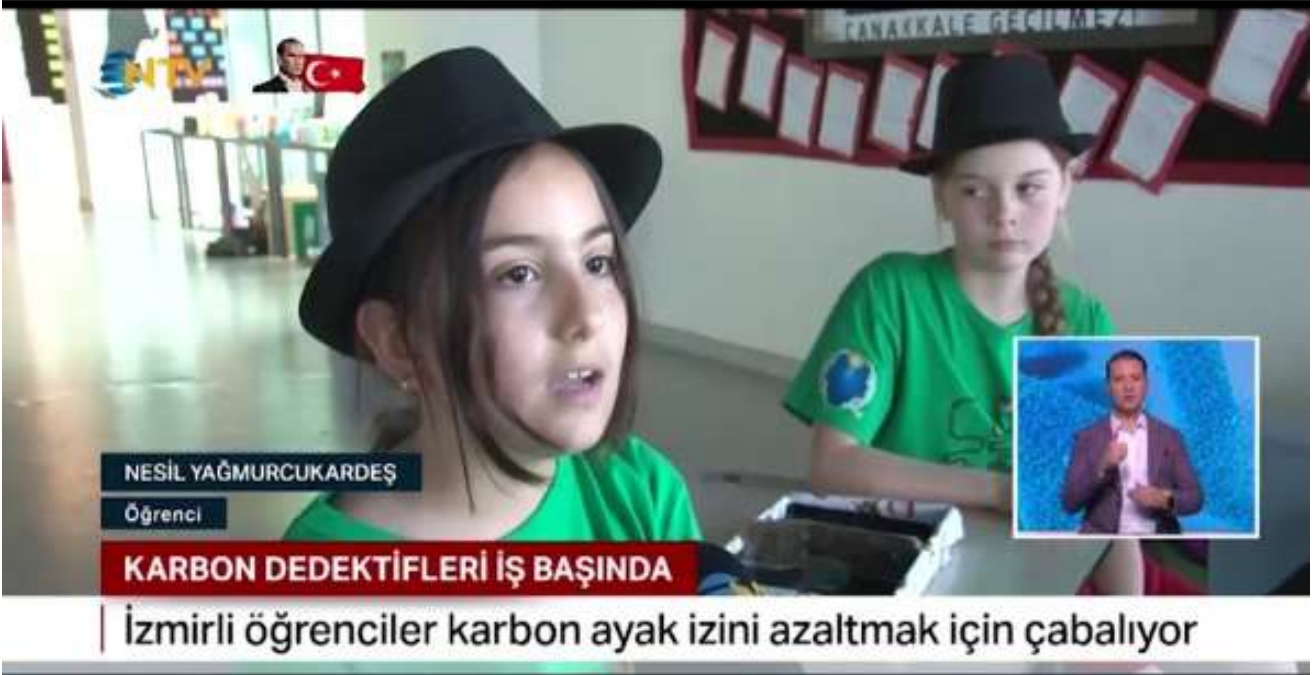 ÇANAKKALE GEÇİLMEZ!
NTV
NESİL YAĞMURCUKARDEŞ
Öğrenci
KARBON DEDEKTİFLERİ İŞ BAŞINDA
İzmirli öğrenciler karbon ayak izini azaltmak için çabalıyor